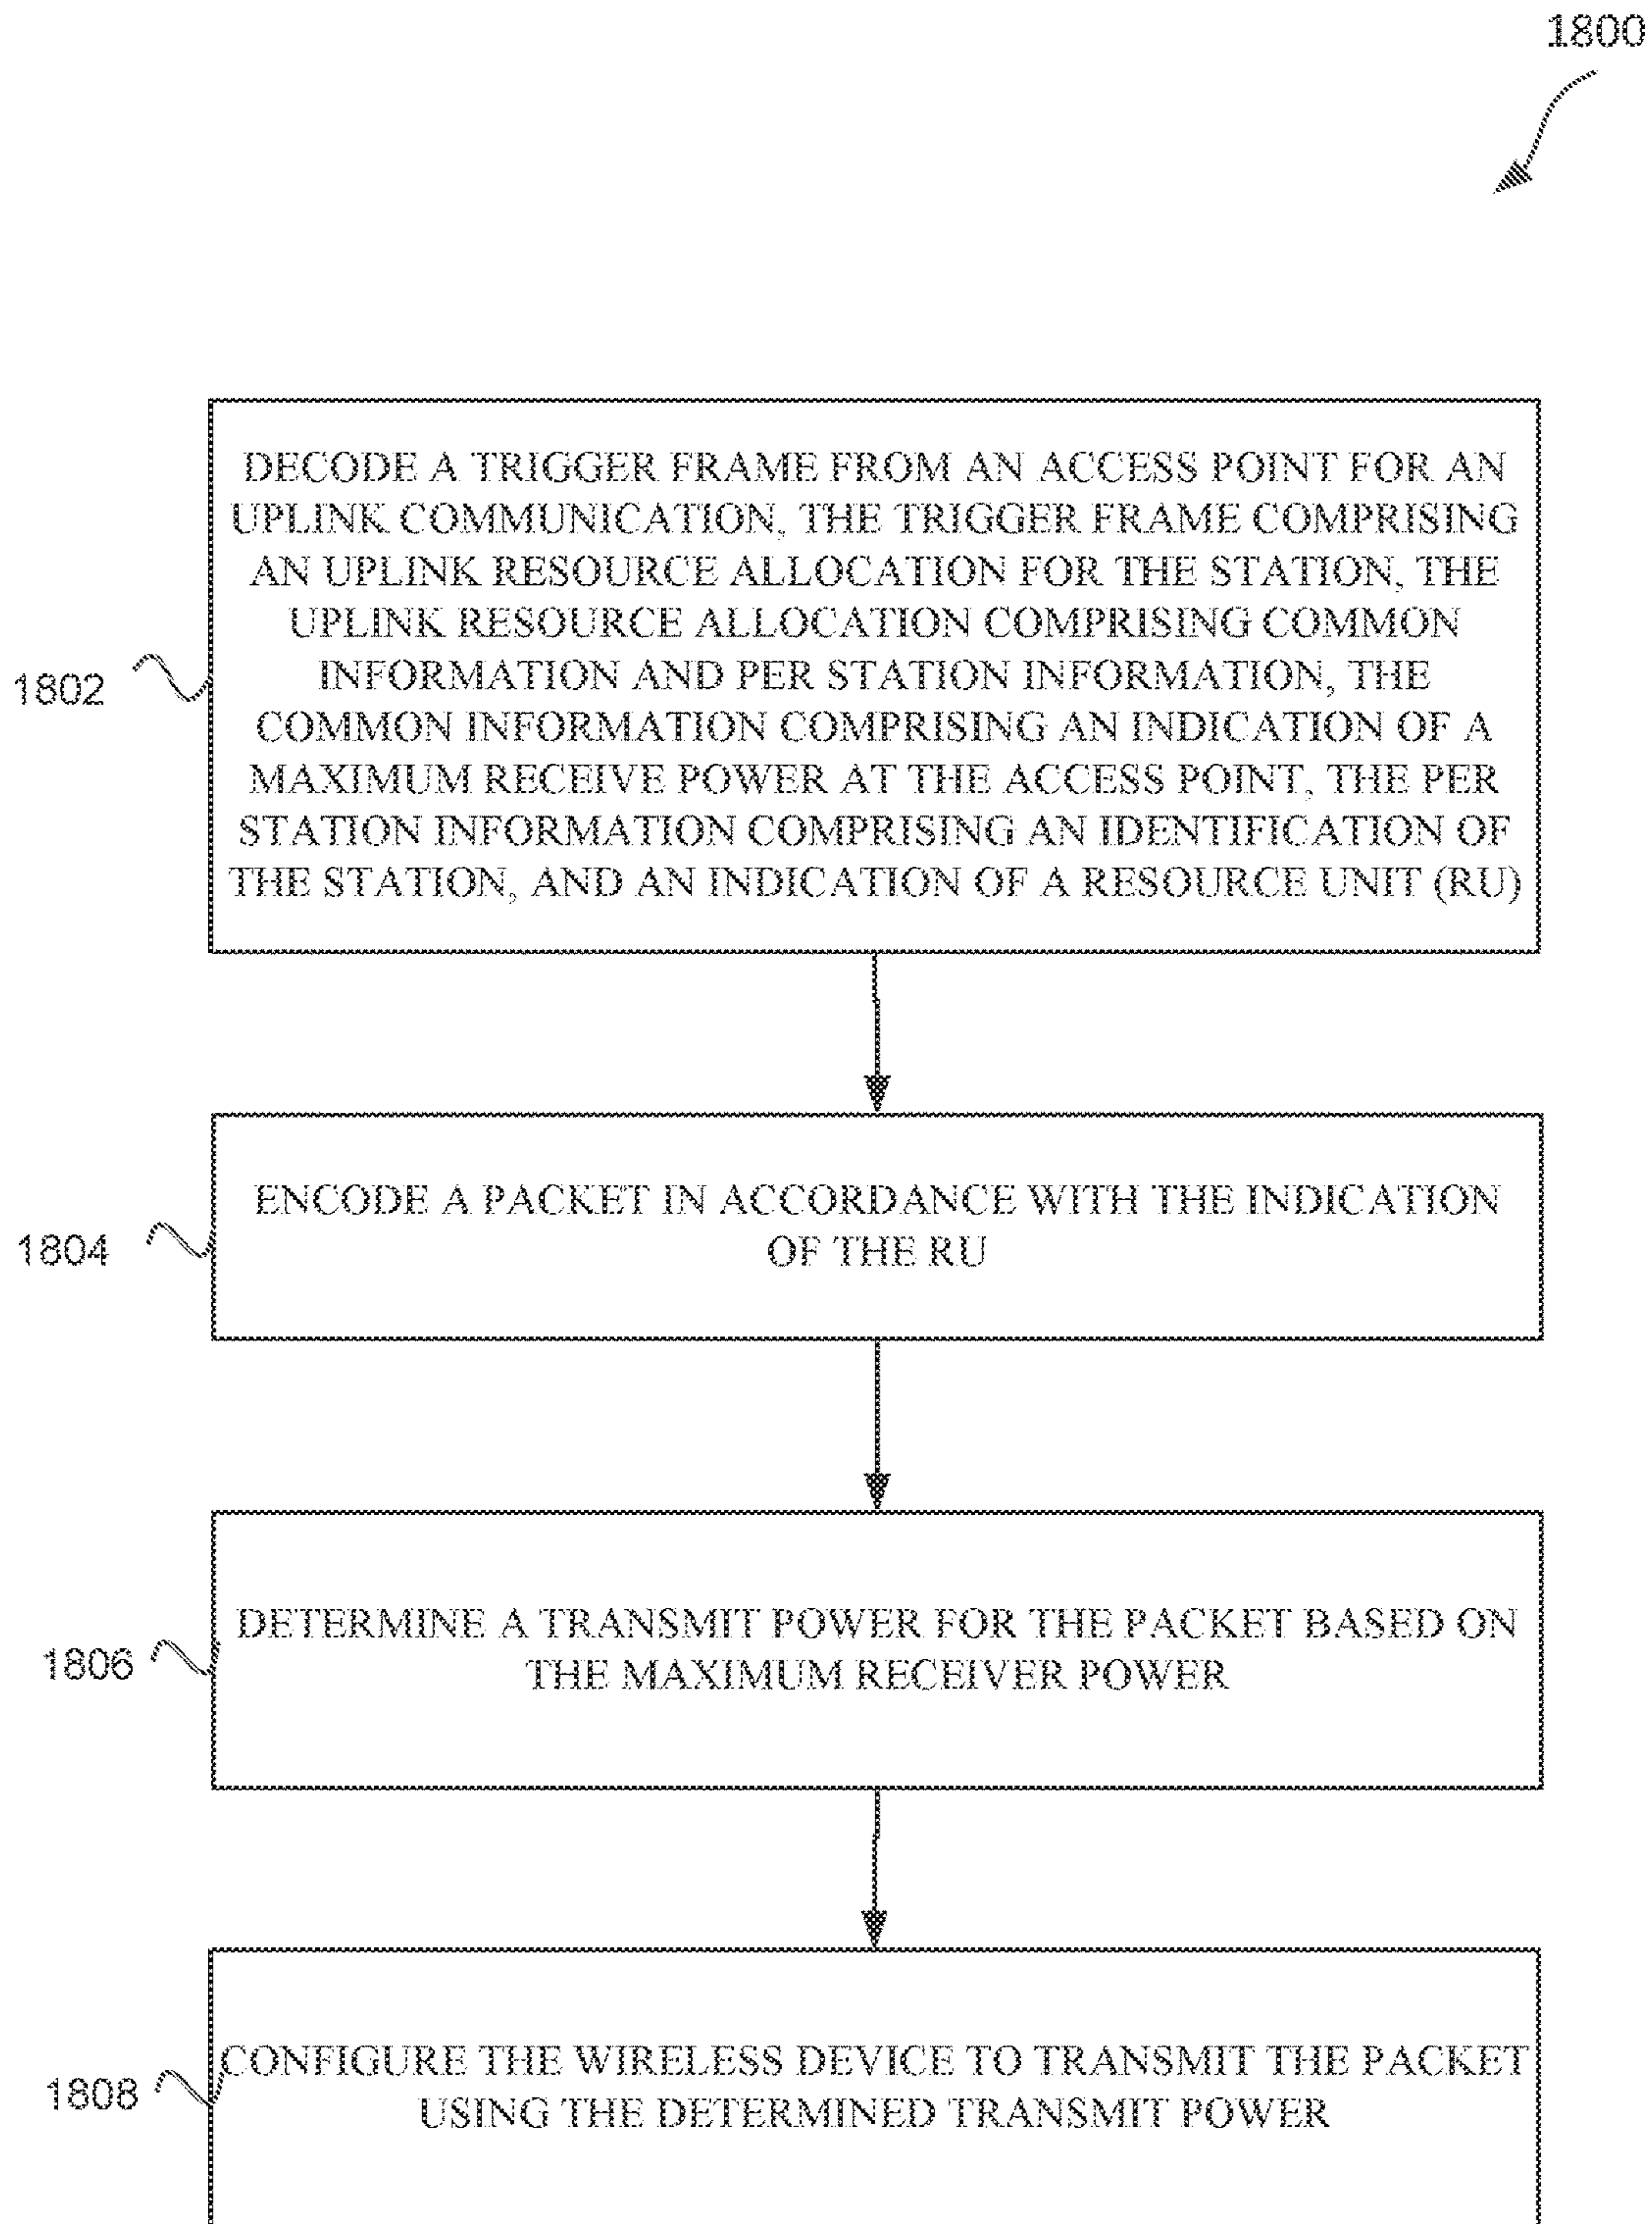 1800
DECODE A TRIGGER FRAME FROM AN ACCESS POINT FOR AN
UPLINK COMMUNICATION, THE TRIGGER FRAME COMPRISING
AN UPLINK RESOURCE ALLOCATION FOR THE STATION, THE
UPLINK RESOURCE ALLOCATION COMPRISING COMMON
INFORMATION AND PER STATION INFORMATION, THE
COMMON INFORMATION COMPRISING AN INDICATION OF A
MAXIMUM RECEIVE POWER AT THE ACCESS POINT, THE PER
STATION INFORMATION COMPRISING AN IDENTIFICATION OF
THE STATION, AND AN INDICATION OF A RESOURCE UNIT (RU)
1802
ENCODE A PACKET IN ACCORDANCE WITH THE INDICATION
OF THE RU
1804
DETERMINE A TRANSMIT POWER FOR THE PACKET BASED ON
THE MAXIMUM RECEIVER POWER
1806
CONFIGURE THE WIRELESS DEVICE TO TRANSMIT THE PACKET
USING THE DETERMINED TRANSMIT POWER
1808